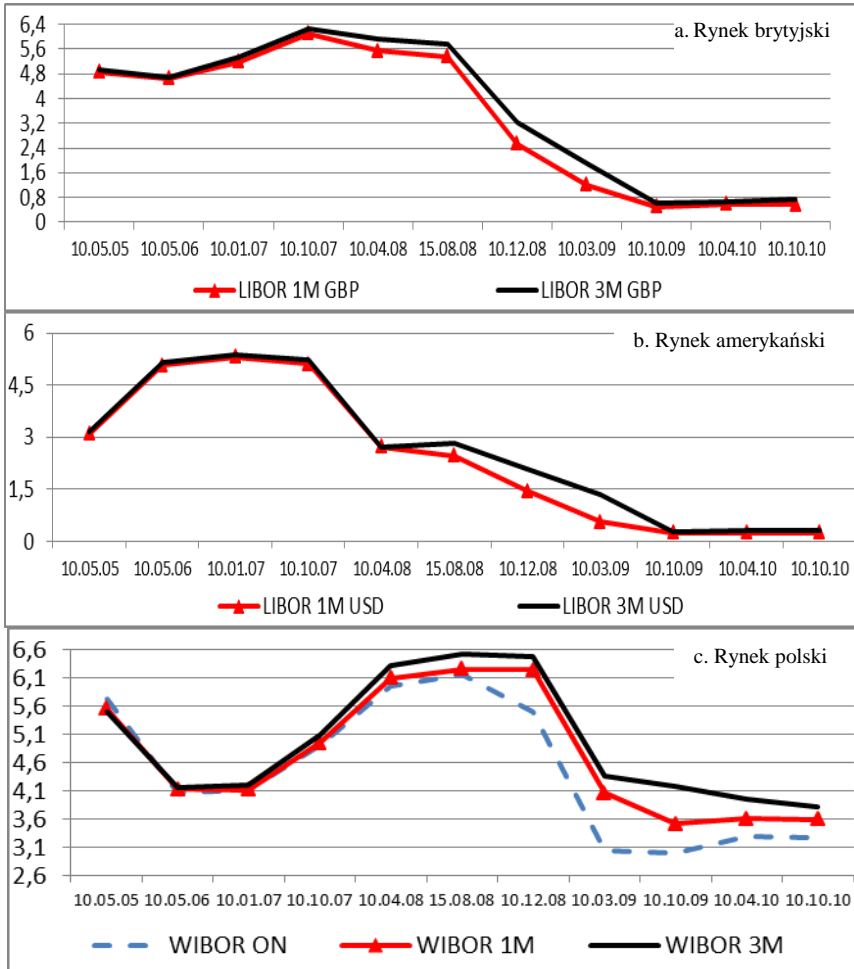 a. Rynek brytyjski
6,4
5,6
4,8
4
3,2
2,4
1,6
0,8
0
10.05.05 10.05.06 10.01.07 10.10.07 10.04.08 15.08.08 10.12.08 10.03.09 10.10.09 10.04.10 10.10.10
LIBOR 1M GBP LIBOR 3M GBP
b. Rynek amerykański
6
4,5
3
1,5
0
10.05.05 10.05.06 10.01.07 10.10.07 10.04.08 15.08.08 10.12.08 10.03.09 10.10.09 10.04.10 10.10.10
LIBOR 1M USD LIBOR 3M USD
c. Rynek polski
6,6
6,1
5,6
5,1
4,6
4,1
3,6
3,1
2,6
10.05.05 10.05.06 10.01.07 10.10.07 10.04.08 15.08.08 10.12.08 10.03.09 10.10.09 10.04.10 10.10.10
WIBOR ON WIBOR 1M WIBOR 3M